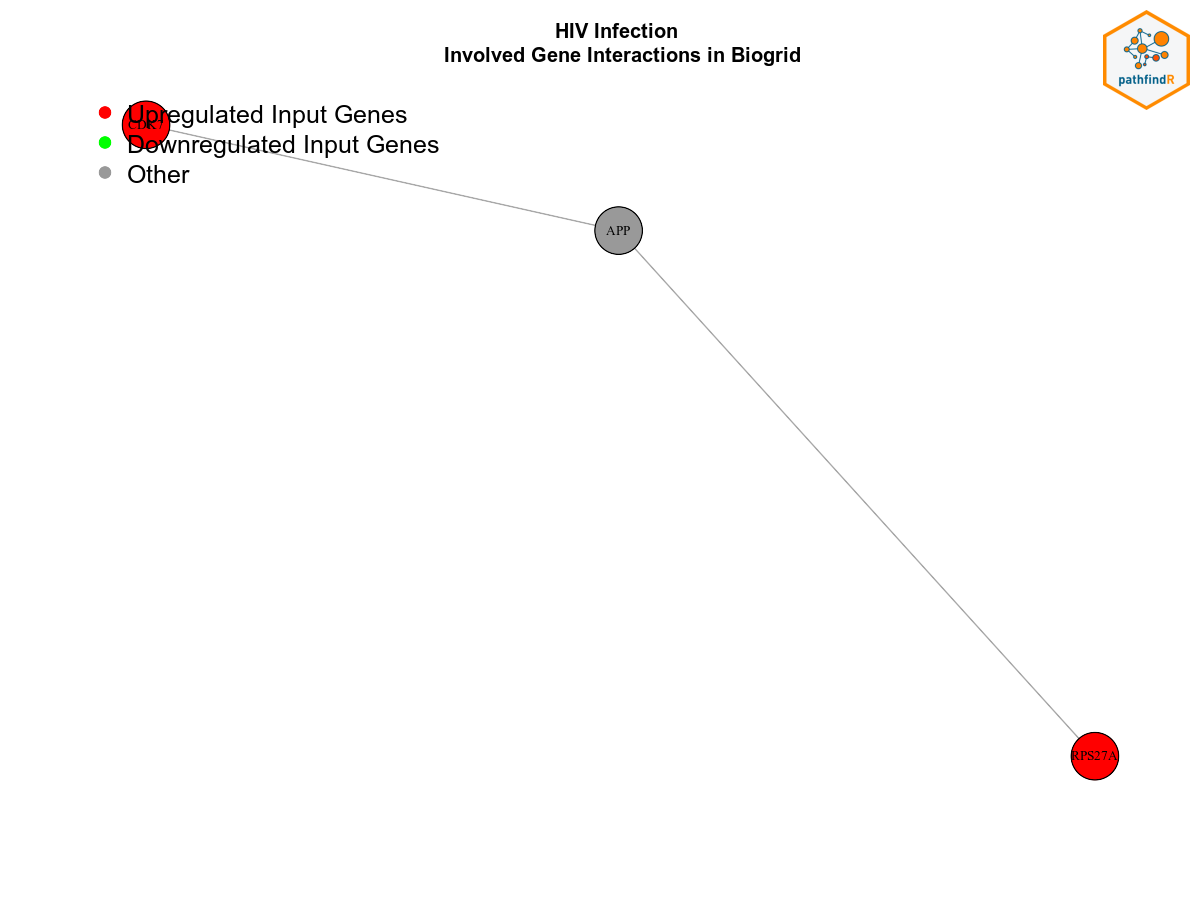 HIV Infection
Involved Gene Interactions in Biogrid
pathfindR
Upregulated Input Genes
CDK7
Downregulated Input Genes
Other
APP
RPS27A